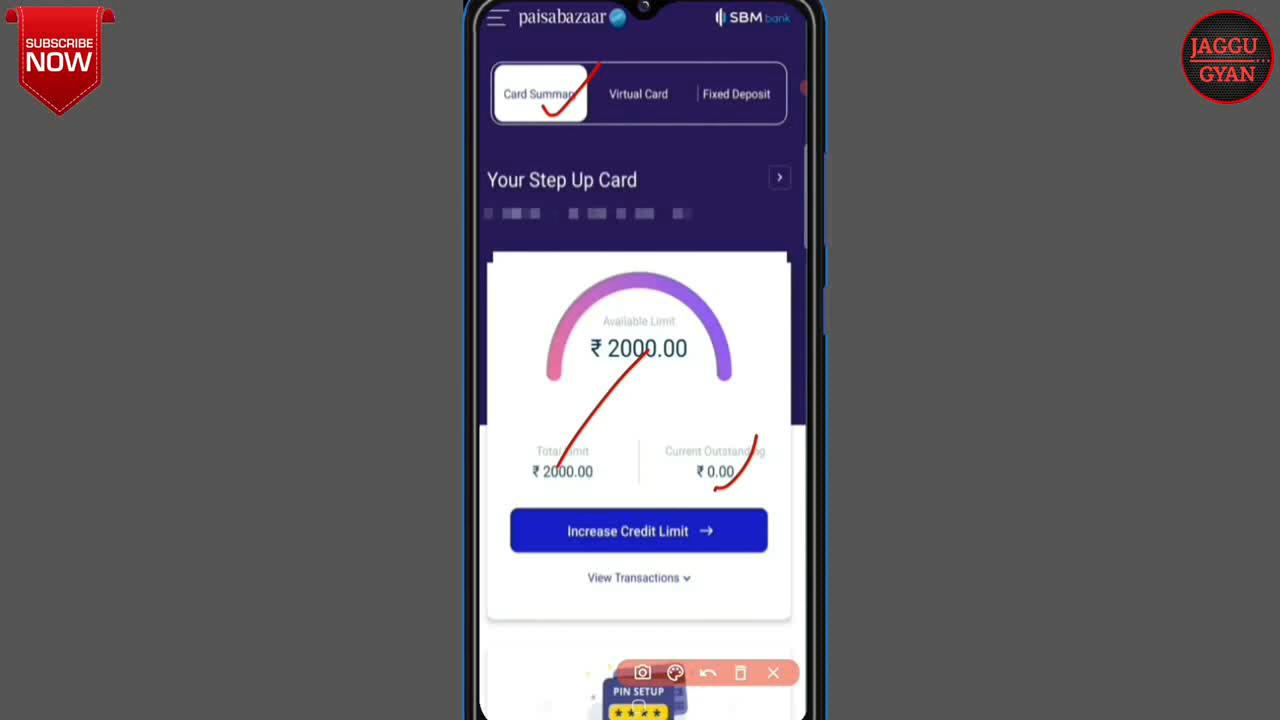 SUBSCRIBE
NOW
JAGGU
GYAN
paisabazaar
SBM bank
Card Summary
Virtual Card
Fixed Deposit
Your Step Up Card
Available Limit
₹ 2000.00
Total Limit
₹ 2000.00
Current Outstanding
₹ 0.00
Increase Credit Limit →
View Transactions
PIN SETUP
****